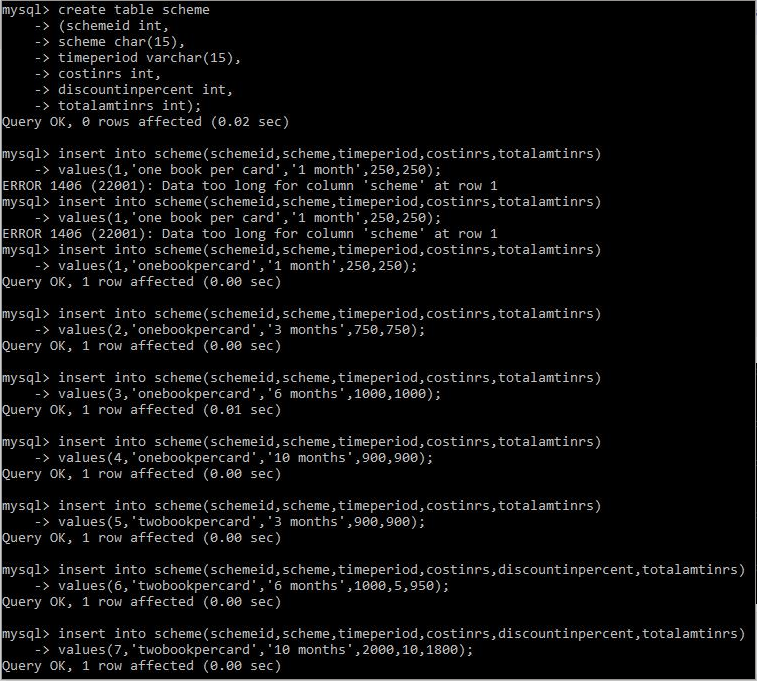 mysql> create table scheme
    -> (schemeid int,
    -> scheme char(15),
    -> timeperiod varchar(15),
    -> costinrs int,
    -> discountinpercent int,
    -> totalamtinrs int);
Query OK, 0 rows affected (0.02 sec)
mysql> insert into scheme(schemeid,scheme,timeperiod,costinrs,totalamtinrs)
    -> values(1,'one book per card','1 month',250,250);
ERROR 1406 (22001): Data too long for column 'scheme' at row 1
mysql> insert into scheme(schemeid,scheme,timeperiod,costinrs,totalamtinrs)
    -> values(1,'one book per card','1 month',250,250);
ERROR 1406 (22001): Data too long for column 'scheme' at row 1
mysql> insert into scheme(schemeid,scheme,timeperiod,costinrs,totalamtinrs)
    -> values(1,'onebookpercard','1 month',250,250);
Query OK, 1 row affected (0.00 sec)
mysql> insert into scheme(schemeid,scheme,timeperiod,costinrs,totalamtinrs)
    -> values(2,'onebookpercard','3 months',750,750);
Query OK, 1 row affected (0.00 sec)
mysql> insert into scheme(schemeid,scheme,timeperiod,costinrs,totalamtinrs)
    -> values(3,'onebookpercard','6 months',1000,1000);
Query OK, 1 row affected (0.01 sec)
mysql> insert into scheme(schemeid,scheme,timeperiod,costinrs,totalamtinrs)
    -> values(4,'onebookpercard','10 months',900,900);
Query OK, 1 row affected (0.00 sec)
mysql> insert into scheme(schemeid,scheme,timeperiod,costinrs,totalamtinrs)
    -> values(5,'twobookpercard','3 months',900,900);
Query OK, 1 row affected (0.00 sec)
mysql> insert into scheme(schemeid,scheme,timeperiod,costinrs,discountinpercent,totalamtinrs)
    -> values(6,'twobookpercard','6 months',1000,5,950);
Query OK, 1 row affected (0.00 sec)
mysql> insert into scheme(schemeid,scheme,timeperiod,costinrs,discountinpercent,totalamtinrs)
    -> values(7,'twobookpercard','10 months',2000,10,1800);
Query OK, 1 row affected (0.00 sec)